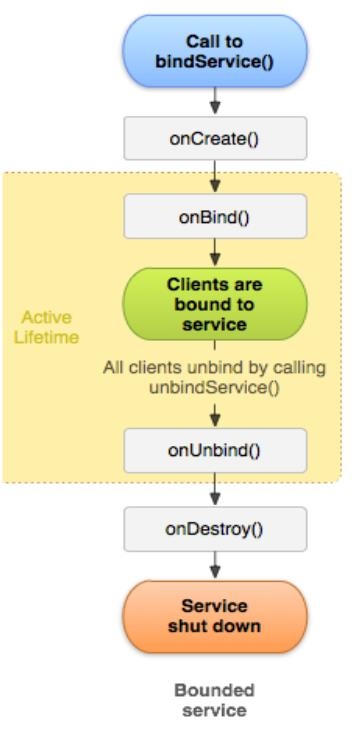 Call to
bindService()
onCreate()
onBind()
Clients are
bound to
service
Active
Lifetime
All clients unbind by calling
unbindService()
onUnbind()
onDestroy()
Service
shut down
Bounded
service